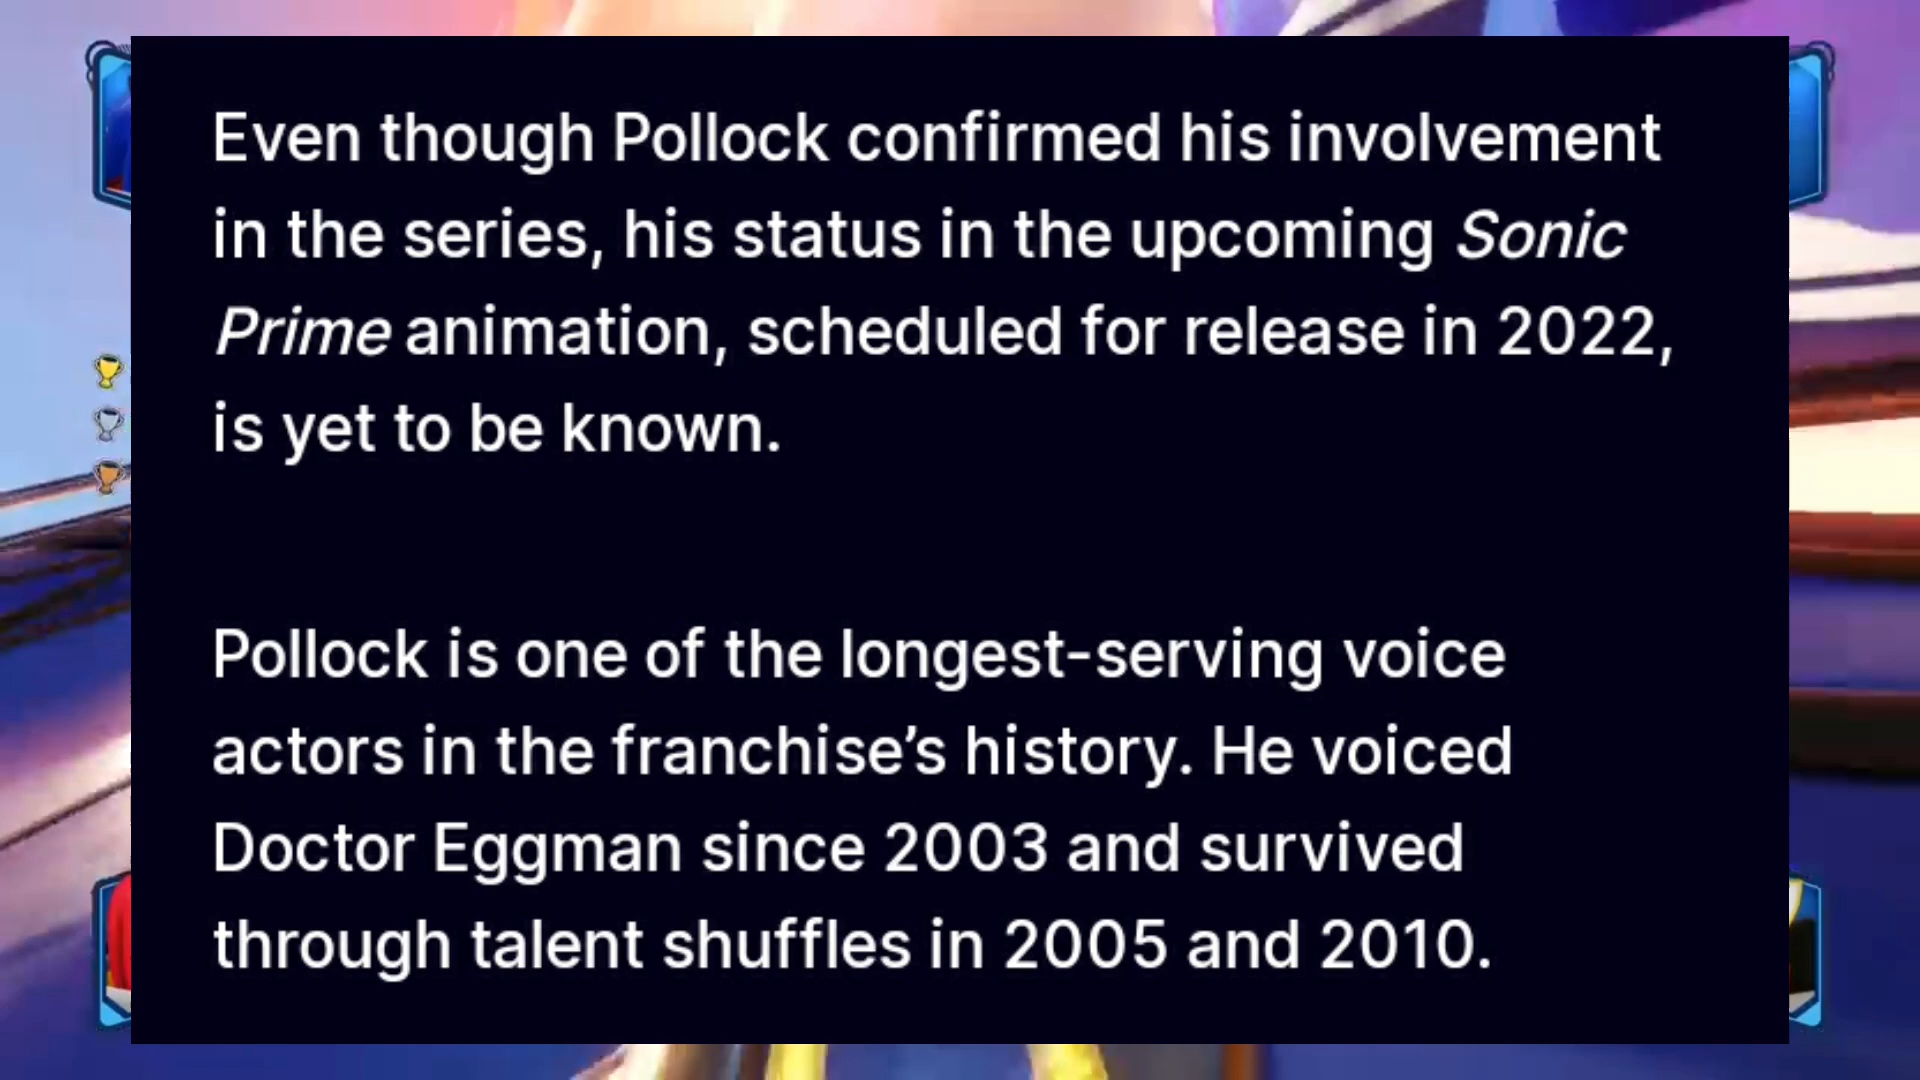 Even though Pollock confirmed his involvement
in the series, his status in the upcoming Sonic
Prime animation, scheduled for release in 2022,
is yet to be known.
Pollock is one of the longest-serving voice
actors in the franchise’s history. He voiced
Doctor Eggman since 2003 and survived
through talent shuffles in 2005 and 2010.